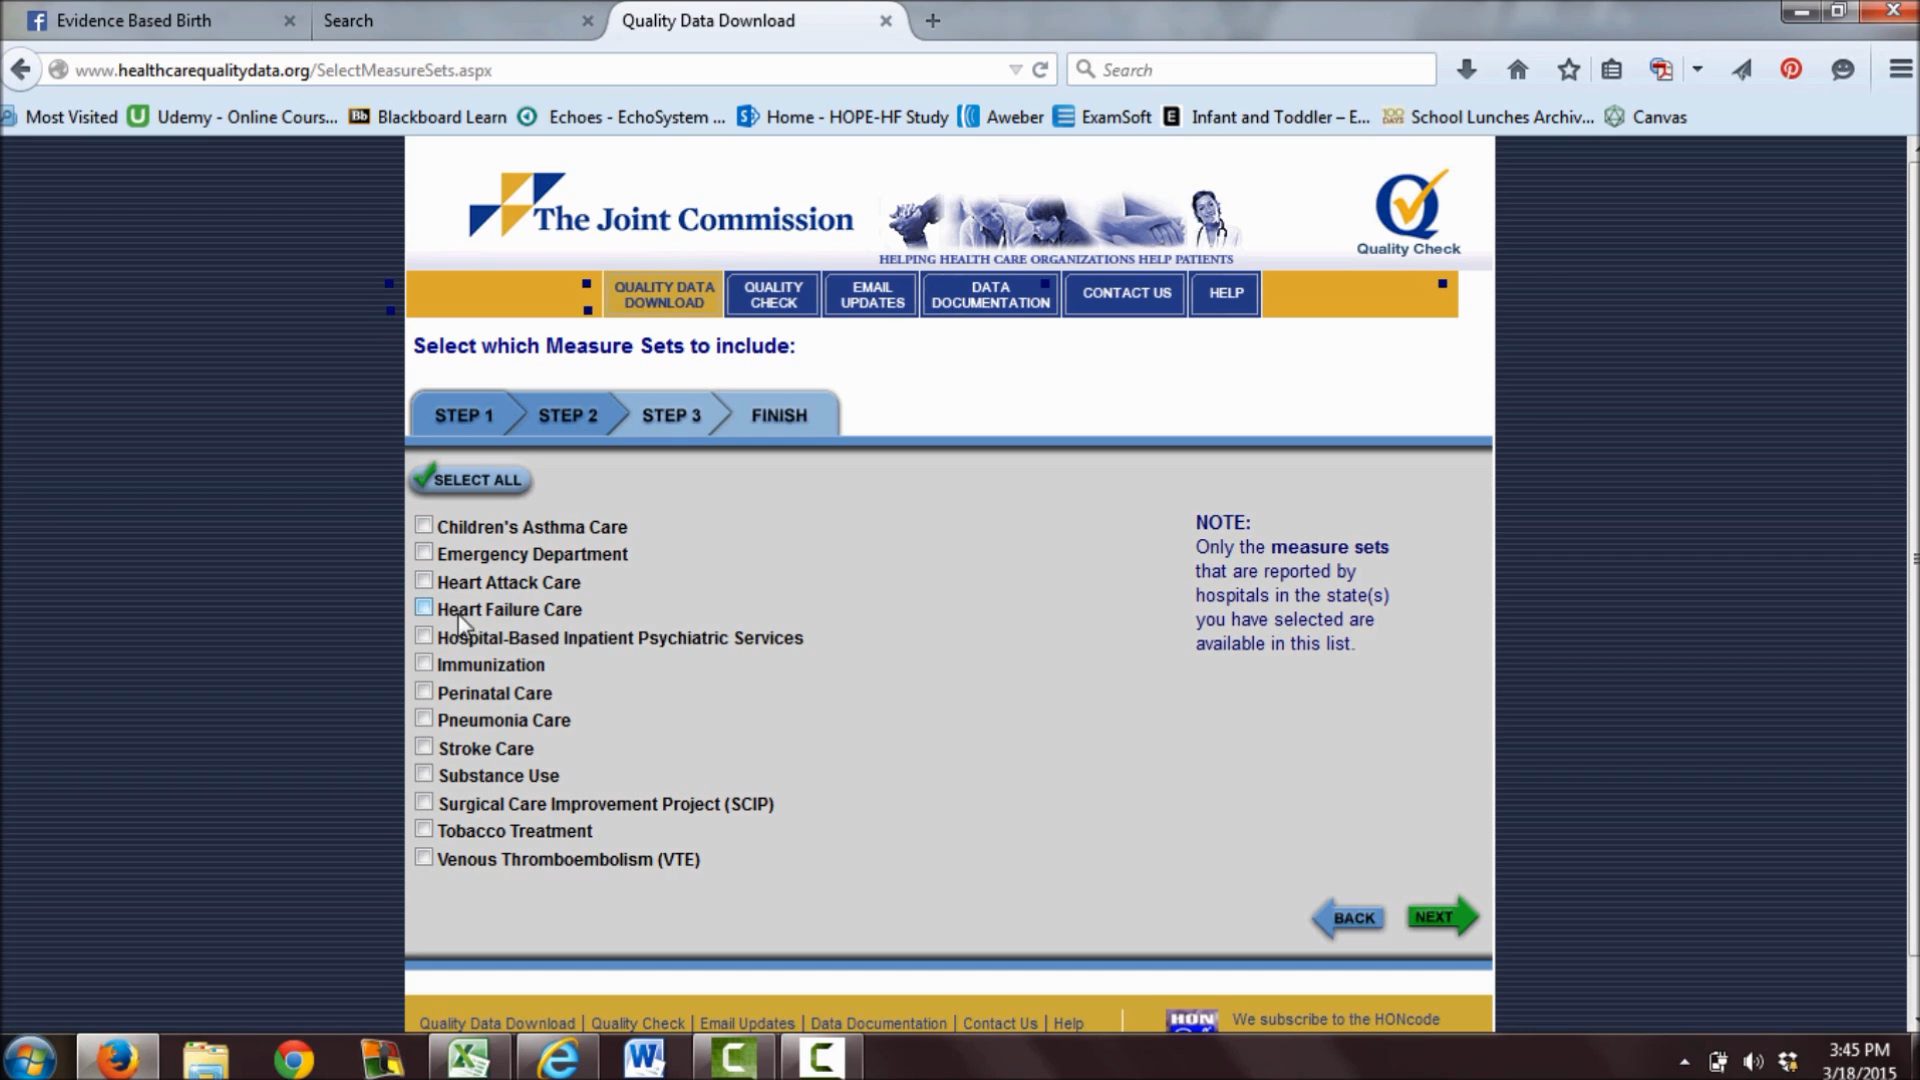 Evidence Based Birth
Search
Quality Data Download
www.healthcarequalitydata.org/SelectMeasureSets.aspx
Search
Most Visited
Udemy - Online Cours...
Bb Blackboard Learn
Echoes - EchoSystem ...
Home - HOPE-HF Study
Aweber
ExamSoft
E Infant and Toddler – E...
100 DAYS School Lunches Archiv...
Canvas
The Joint Commission
HELPING HEALTH CARE ORGANIZATIONS HELP PATIENTS
Quality Check
QUALITY DATA DOWNLOAD
QUALITY CHECK
EMAIL UPDATES
DATA DOCUMENTATION
CONTACT US
HELP
Select which Measure Sets to include:
STEP 1
STEP 2
STEP 3
FINISH
SELECT ALL
Children's Asthma Care
Emergency Department
Heart Attack Care
Heart Failure Care
Hospital-Based Inpatient Psychiatric Services
Immunization
Perinatal Care
Pneumonia Care
Stroke Care
Substance Use
Surgical Care Improvement Project (SCIP)
Tobacco Treatment
Venous Thromboembolism (VTE)
NOTE:
Only the measure sets
that are reported by
hospitals in the state(s)
you have selected are
available in this list.
BACK
NEXT
Quality Data Download | Quality Check | Email Updates | Data Documentation | Contact Us | Help
HON
We subscribe to the HONcode
3:45 PM
3/18/2015